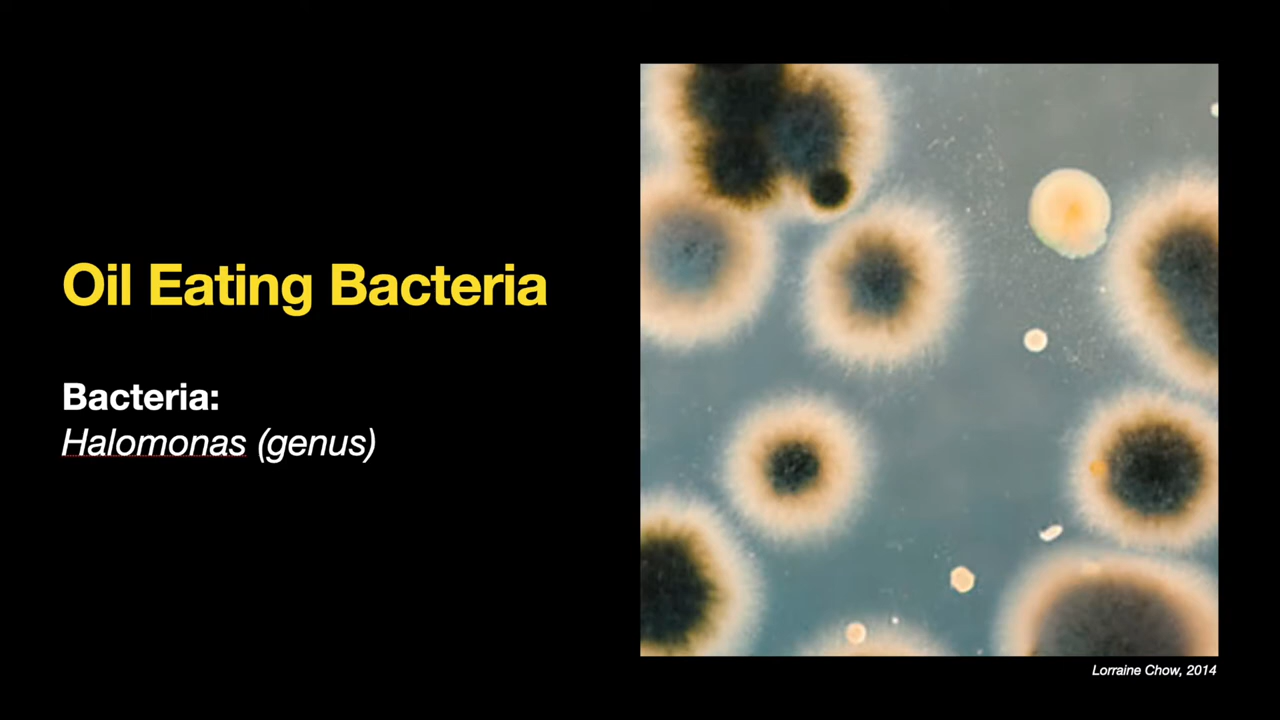 Oil Eating Bacteria
Bacteria:
Halomonas (genus)
Lorraine Chow, 2014